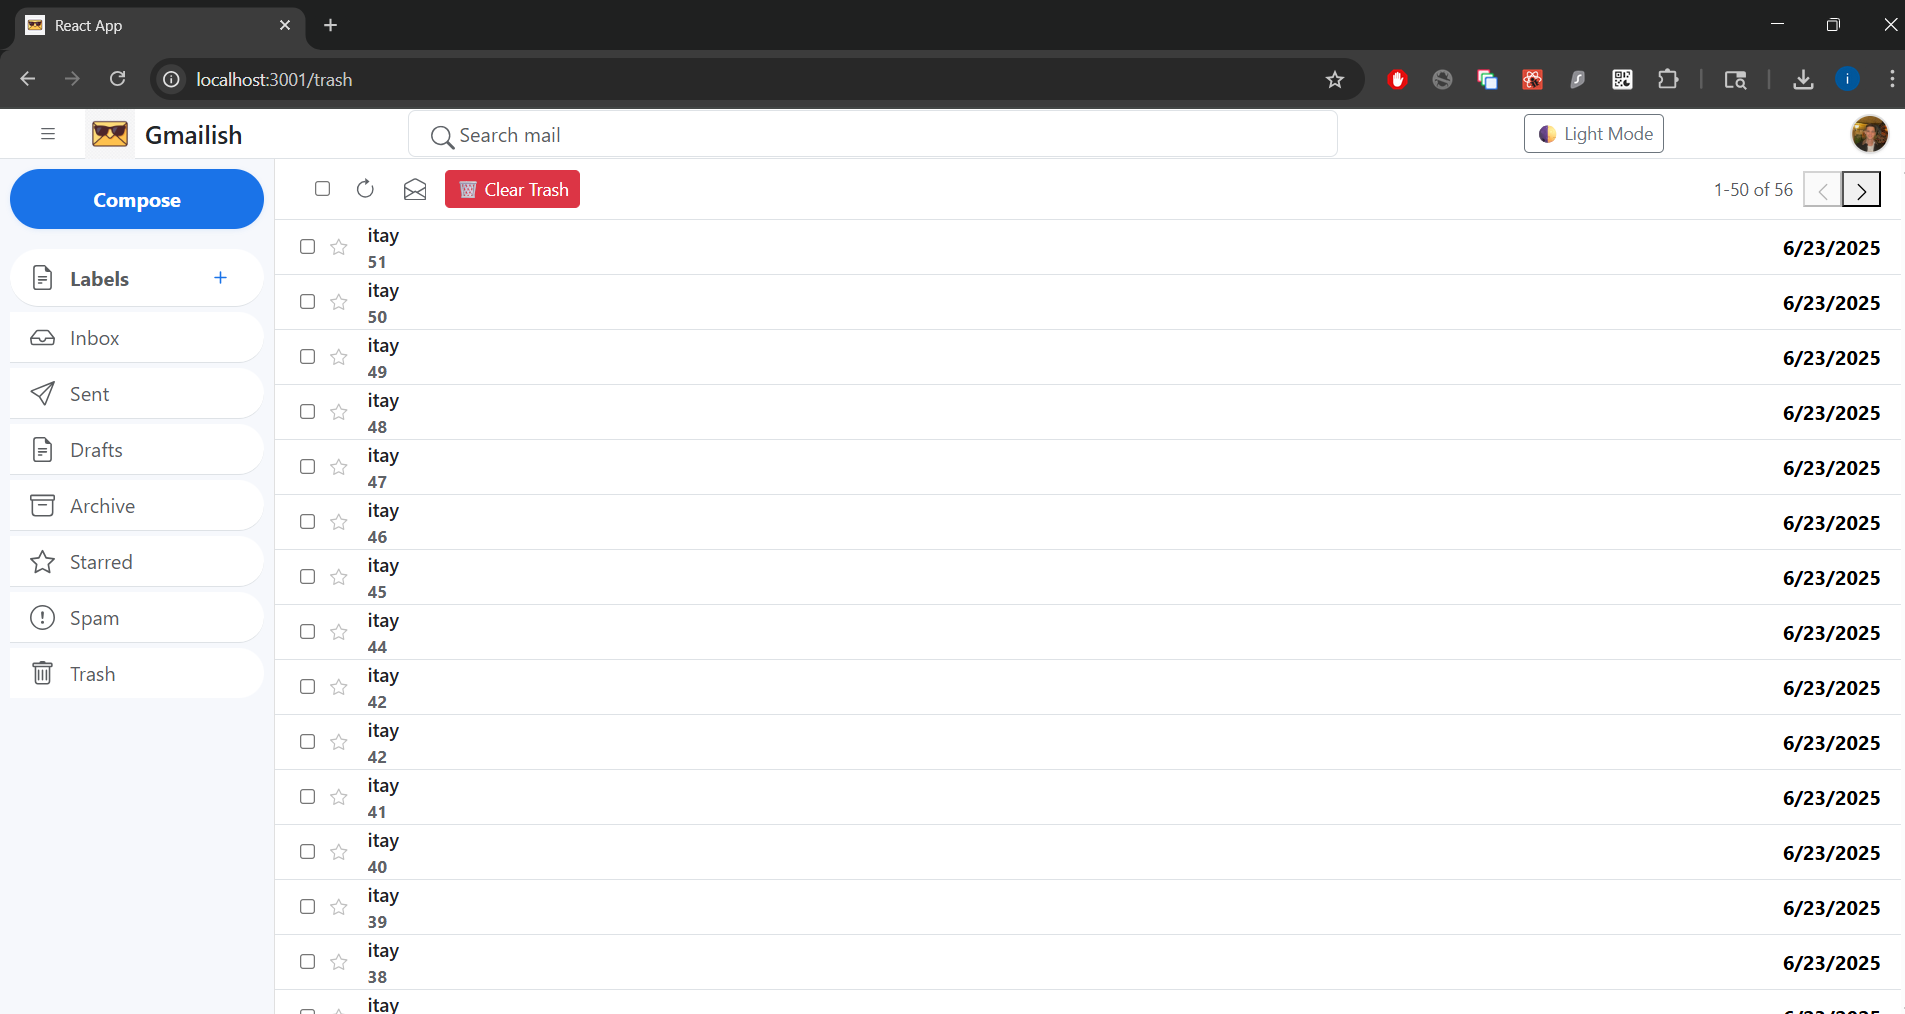 React App
localhost:3001/trash
i
Gmailish
Search mail
Light Mode
Compose
Labels +
Inbox
Sent
Drafts
Archive
Starred
Spam
Trash
Clear Trash
1-50 of 56
itay
51
6/23/2025
itay
50
6/23/2025
itay
49
6/23/2025
itay
48
6/23/2025
itay
47
6/23/2025
itay
46
6/23/2025
itay
45
6/23/2025
itay
44
6/23/2025
itay
42
6/23/2025
itay
42
6/23/2025
itay
41
6/23/2025
itay
40
6/23/2025
itay
39
6/23/2025
itay
38
6/23/2025
itay
6/23/2025